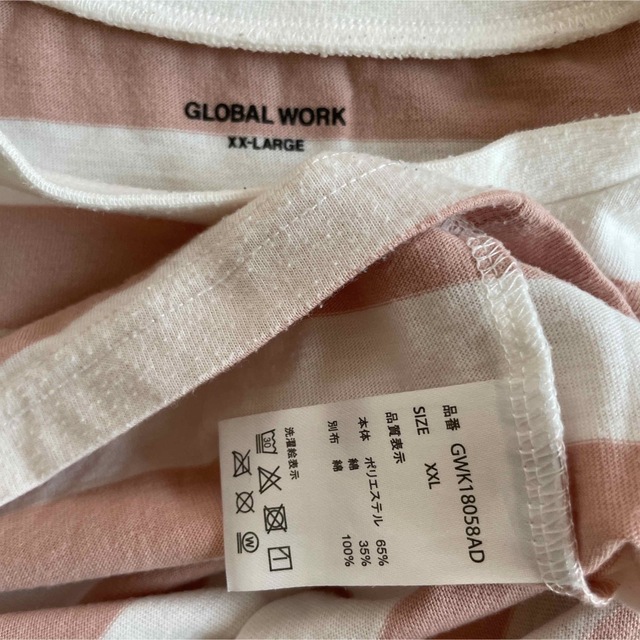 GLOBAL WORK
XX-LARGE
品番 GWK18058AD
SIZE XXL
品質表示
本体 ポリエステル 65%
綿 35%
別布 綿 100%
洗濯絵表示
30
W